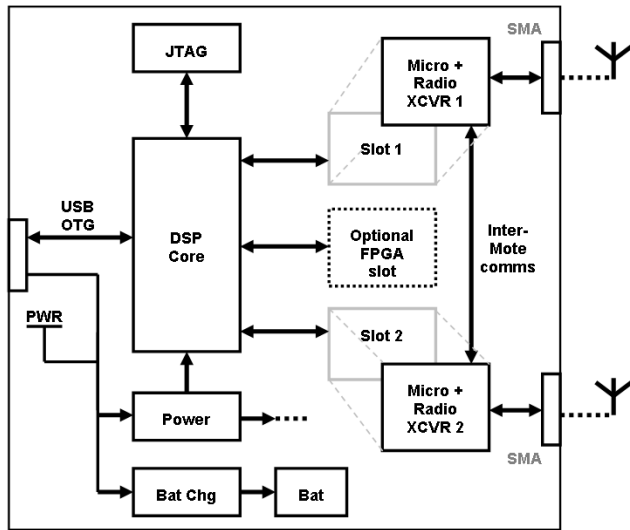 SMA
JTAG
Micro +
Radio
XCVR 1
Slot 1
USB
OTG
DSP
Core
Optional
FPGA
slot
Inter-
Mote
comms
PWR
Slot 2
Micro +
Radio
XCVR 2
Power
SMA
Bat Chg
Bat